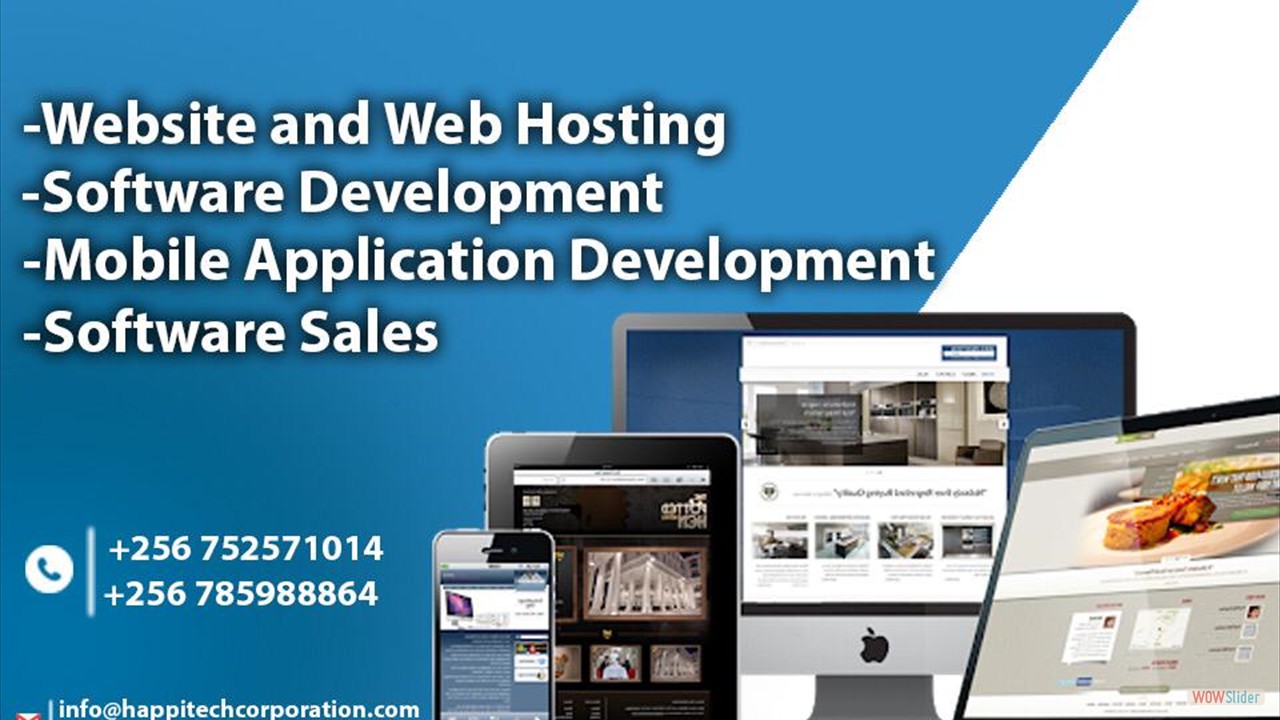 -Website and Web Hosting
-Software Development
-Mobile Application Development
-Software Sales
+256 752571014
+256 785988864
info@happitechcorporation.com
WOWSlider